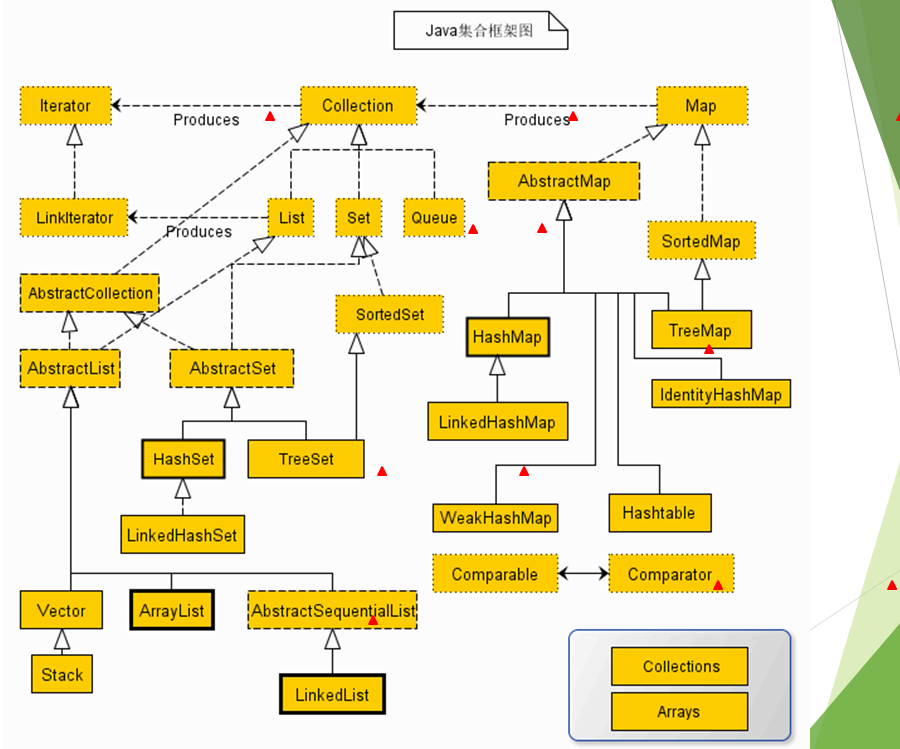 Java集合框架图
Iterator
Produces
Collection
Produces
Map
AbstractMap
LinkIterator
Produces
List
Set
Queue
SortedMap
AbstractCollection
SortedSet
HashMap
TreeMap
AbstractList
AbstractSet
IdentityHashMap
LinkedHashMap
HashSet
TreeSet
WeakHashMap
Hashtable
LinkedHashSet
Comparable
Comparator
Vector
ArrayList
AbstractSequentialList
Stack
LinkedList
Collections
Arrays